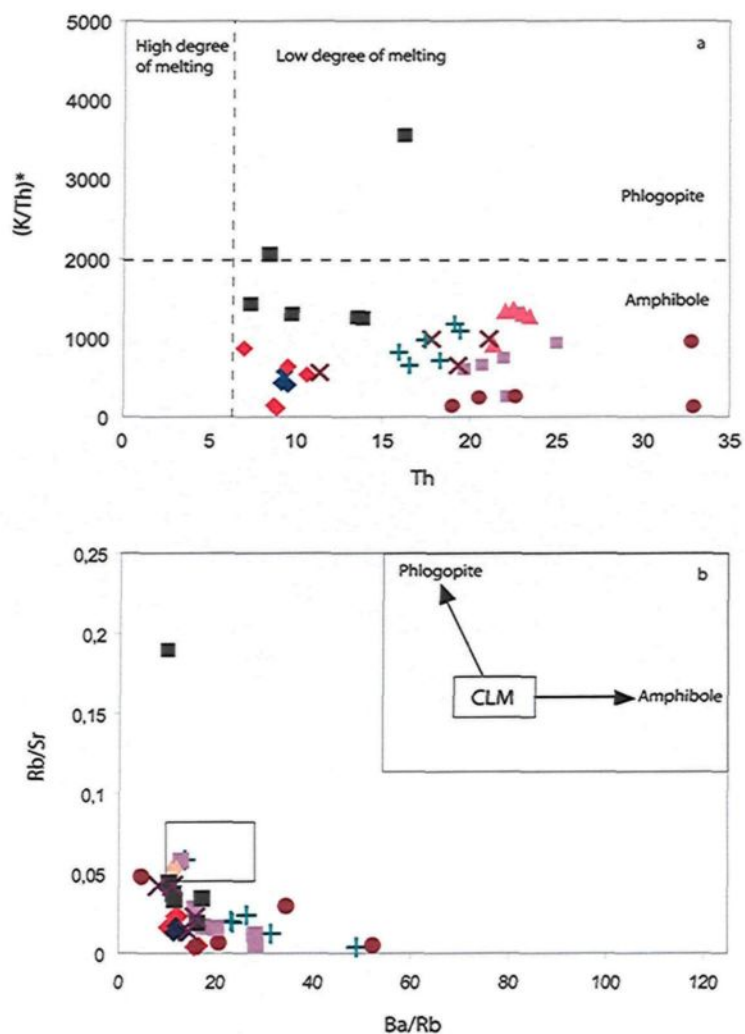 5000
High degree
of melting
Low degree of melting
a
4000
3000
(K/Th)*
Phlogopite
2000
Amphibole
1000
0
0 5 10 15 20 25 30 35
Th
0,25
Phlogopite
b
0,2
CLM
Amphibole
0,15
Rb/Sr
0,1
0,05
0
0 20 40 60 80 100 120
Ba/Rb